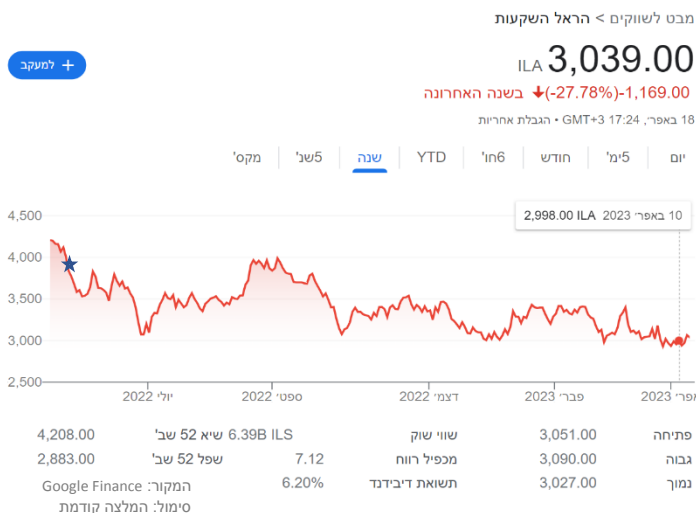 מבט לשווקים > הראל השקעות
3,039.00 ILA
+ למעקב
-1,169.00 (-27.78%) בשנה האחרונה
18 באפר׳, 17:24 GMT+3 • הגבלת אחריות
יום 5ימ' חודש 6חו' YTD שנה 5שנ' מקס'
2,998.00 ILA 10 באפר׳ 2023
4,500
4,000
3,500
3,000
2,500
יולי 2022 ספט׳ 2022 דצמ׳ 2022 פבר׳ 2023 אפר׳ 2023
פתיחה 3,051.00 שווי שוק 6.39B ILS שיא 52 שב' 4,208.00
גבוה 3,090.00 מכפיל רווח 7.12 שפל 52 שב' 2,883.00
נמוך 3,027.00 תשואת דיבידנד 6.20% המקור: Google Finance
סימול: המלצה קודמת